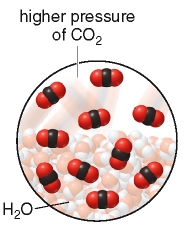 higher pressure
of CO₂
H₂O